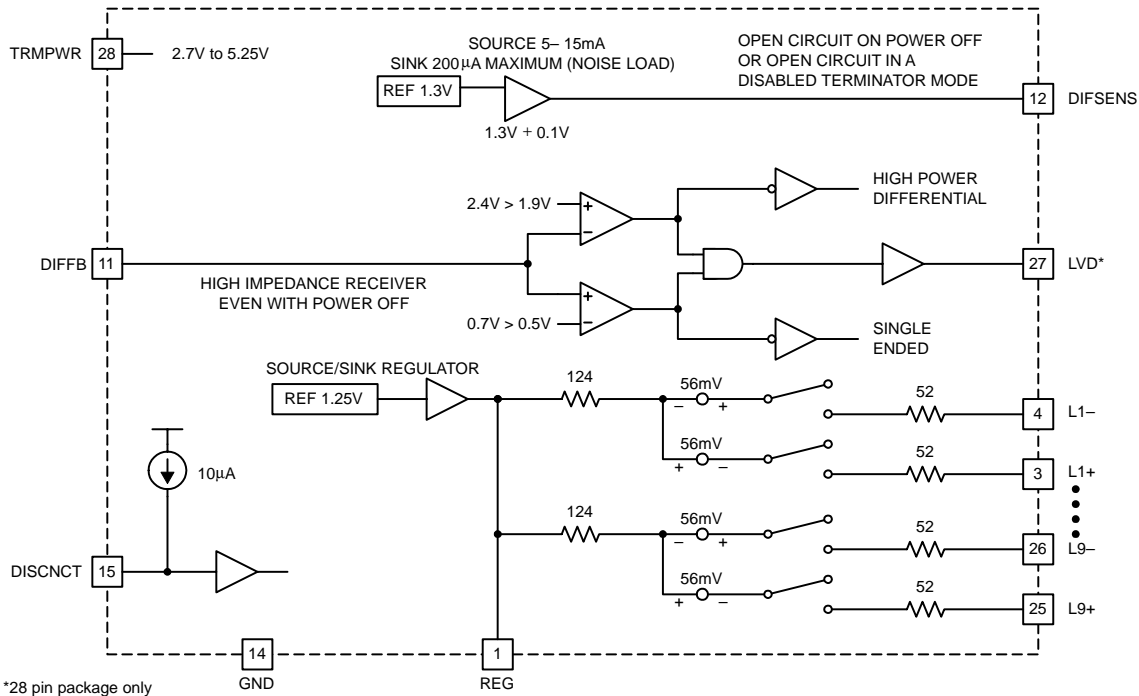 TRMPWR
28
2.7V to 5.25V
SOURCE 5– 15mA
SINK 200µA MAXIMUM (NOISE LOAD)
REF 1.3V
1.3V + 0.1V
OPEN CIRCUIT ON POWER OFF
OR OPEN CIRCUIT IN A
DISABLED TERMINATOR MODE
12
DIFSENS
2.4V > 1.9V
+
–
HIGH POWER
DIFFERENTIAL
DIFFB
11
HIGH IMPEDANCE RECEIVER
EVEN WITH POWER OFF
27
LVD*
+
–
0.7V > 0.5V
SINGLE
ENDED
SOURCE/SINK REGULATOR
REF 1.25V
124
56mV
– +
52
4
L1–
56mV
+ –
52
3
L1+
10µA
124
56mV
– +
52
26
L9–
DISCNCT
15
56mV
+ –
52
25
L9+
14
GND
1
REG
*28 pin package only